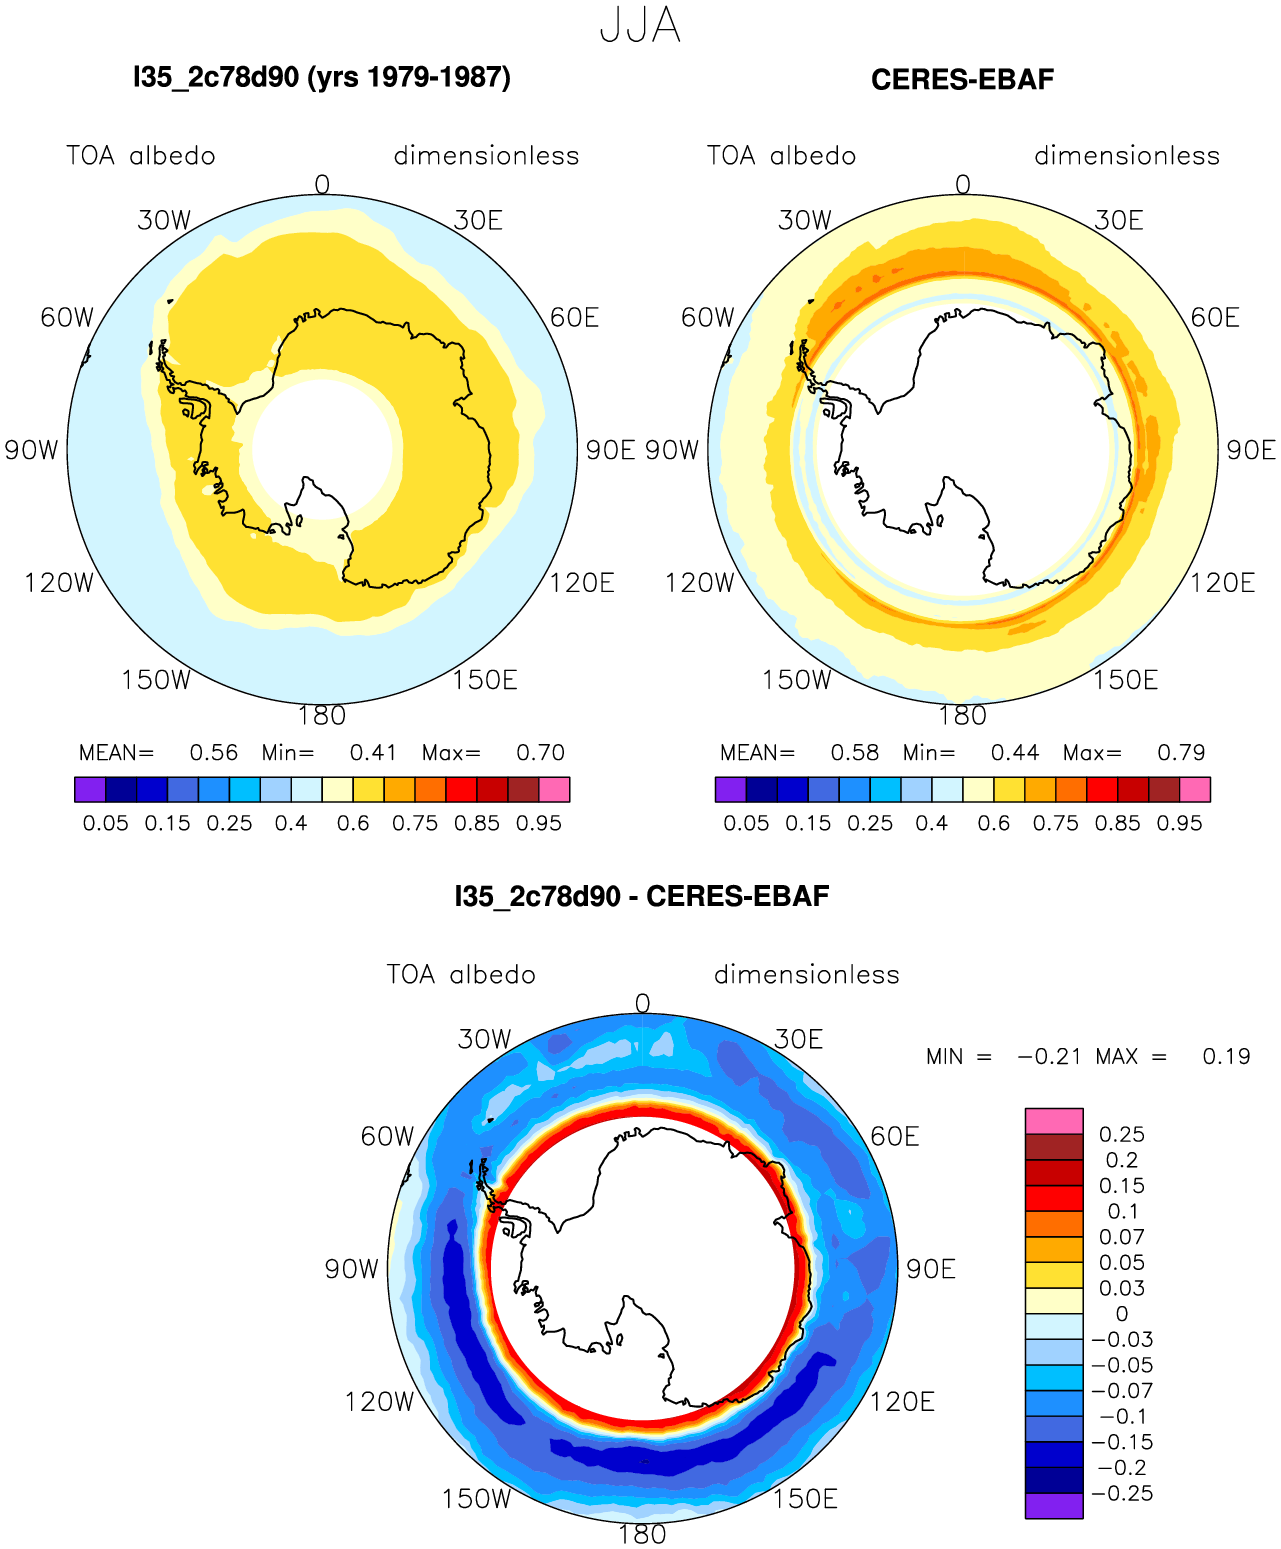 JJA
I35_2c78d90 (yrs 1979-1987)
TOA albedo dimensionless
0
30W 30E
60W 60E
90W 90E
120W 120E
150W 150E
180
MEAN= 0.56 Min= 0.41 Max= 0.70
0.05 0.15 0.25 0.4 0.6 0.75 0.85 0.95
CERES-EBAF
TOA albedo dimensionless
0
30W 30E
60W 60E
90W 90E
120W 120E
150W 150E
180
MEAN= 0.58 Min= 0.44 Max= 0.79
0.05 0.15 0.25 0.4 0.6 0.75 0.85 0.95
I35_2c78d90 - CERES-EBAF
TOA albedo dimensionless
0
30W 30E
60W 60E
90W 90E
120W 120E
150W 150E
180
MIN = −0.21 MAX = 0.19
0.25
0.2
0.15
0.1
0.07
0.05
0.03
0
−0.03
−0.05
−0.07
−0.1
−0.15
−0.2
−0.25